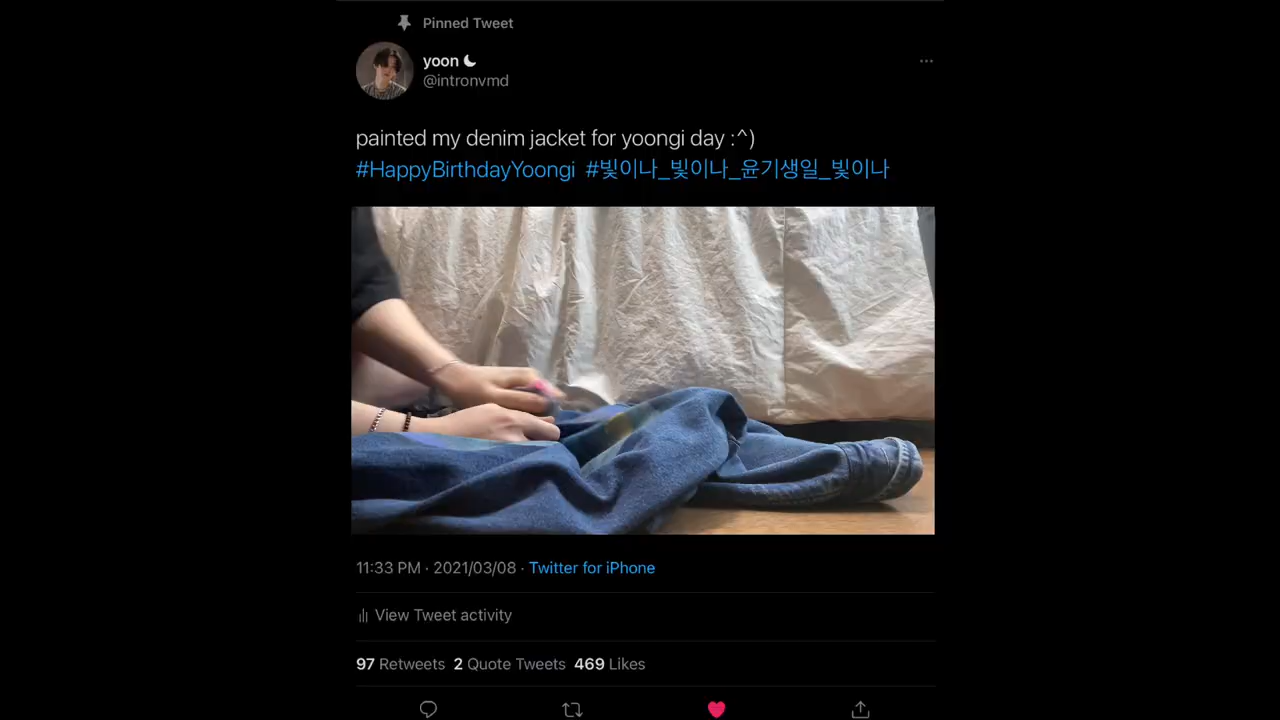 Pinned Tweet
yoon
@intronvmd
painted my denim jacket for yoongi day :^)
#HappyBirthdayYoongi #빛이나_빛이나_윤기생일_빛이나
11:33 PM · 2021/03/08 · Twitter for iPhone
View Tweet activity
97 Retweets 2 Quote Tweets 469 Likes